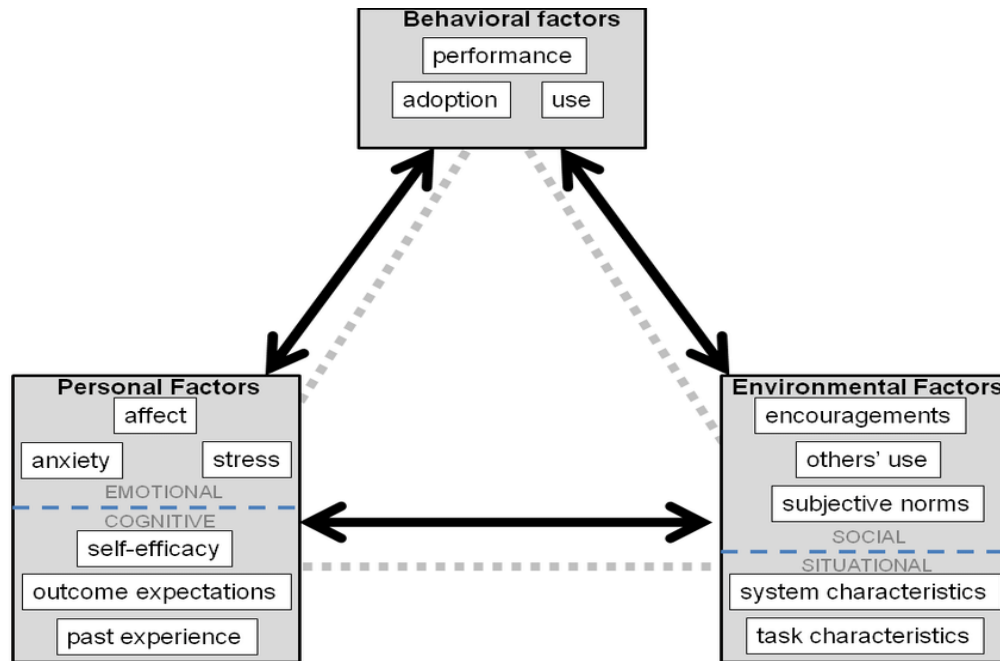 Behavioral factors
performance
adoption
use
Personal Factors
affect
anxiety
stress
EMOTIONAL
COGNITIVE
self-efficacy
outcome expectations
past experience
Environmental Factors
encouragements
others' use
subjective norms
SOCIAL
SITUATIONAL
system characteristics
task characteristics